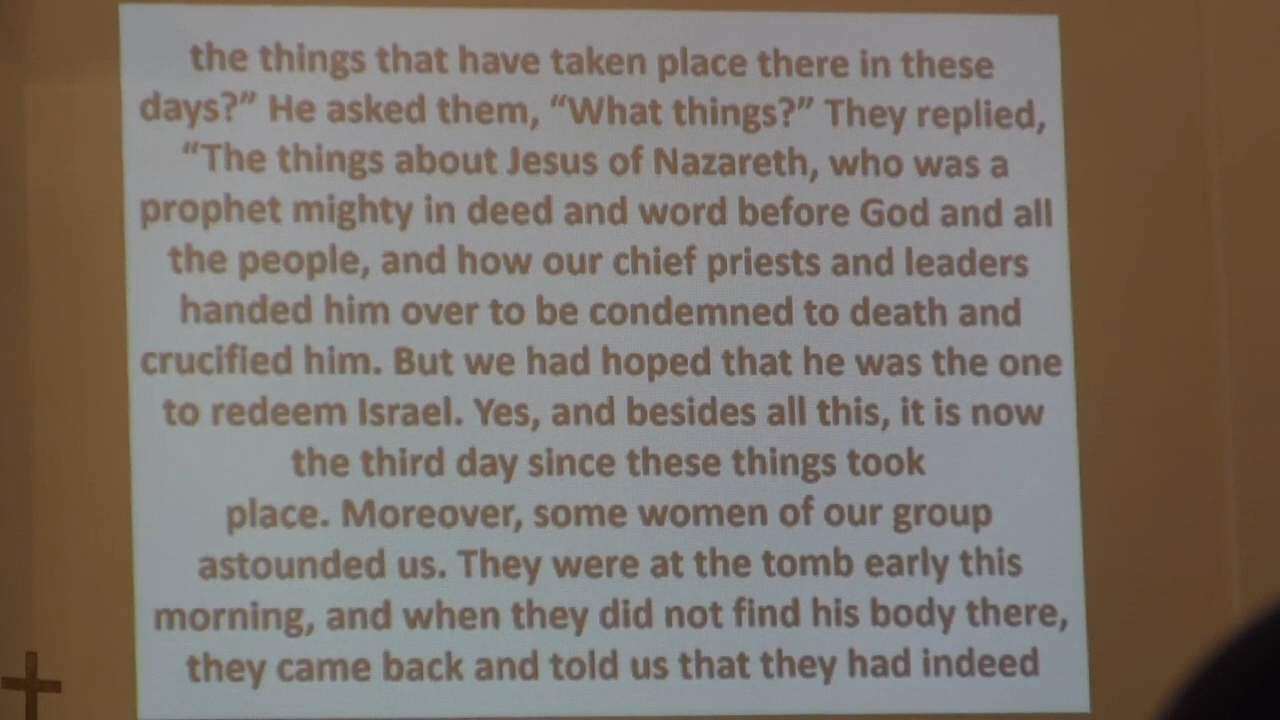 the things that have taken place there in these
days?” He asked them, “What things?” They replied,
“The things about Jesus of Nazareth, who was a
prophet mighty in deed and word before God and all
the people, and how our chief priests and leaders
handed him over to be condemned to death and
crucified him. But we had hoped that he was the one
to redeem Israel. Yes, and besides all this, it is now
the third day since these things took
place. Moreover, some women of our group
astounded us. They were at the tomb early this
morning, and when they did not find his body there,
they came back and told us that they had indeed